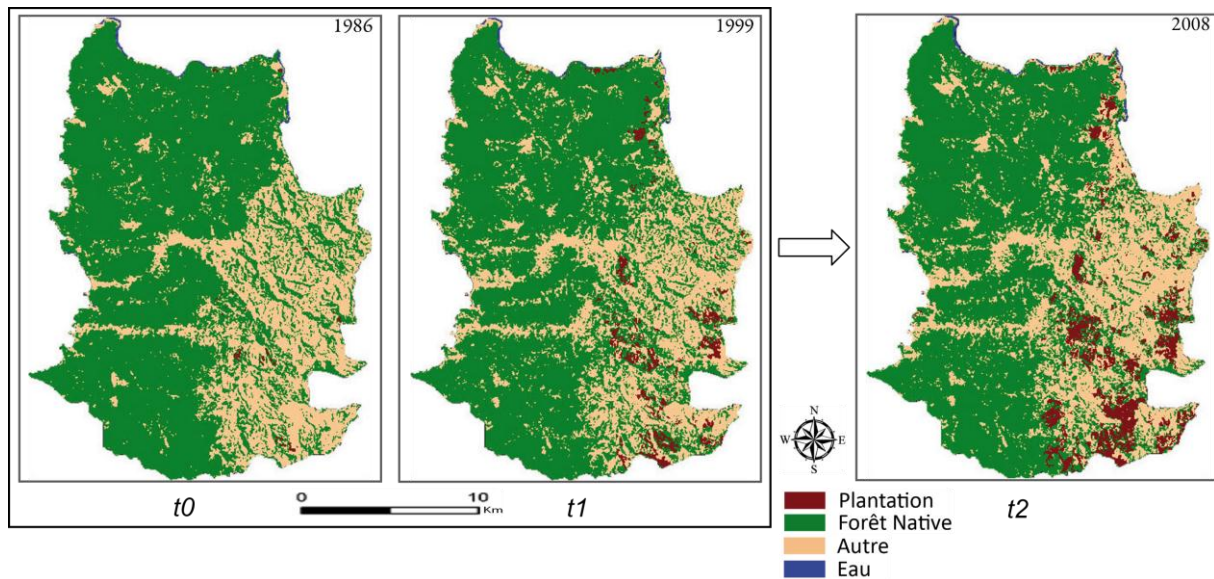 1986
1999
2008
t0
0
10
Km
t1
t2
N
W
E
S
Plantation
Forêt Native
Autre
Eau